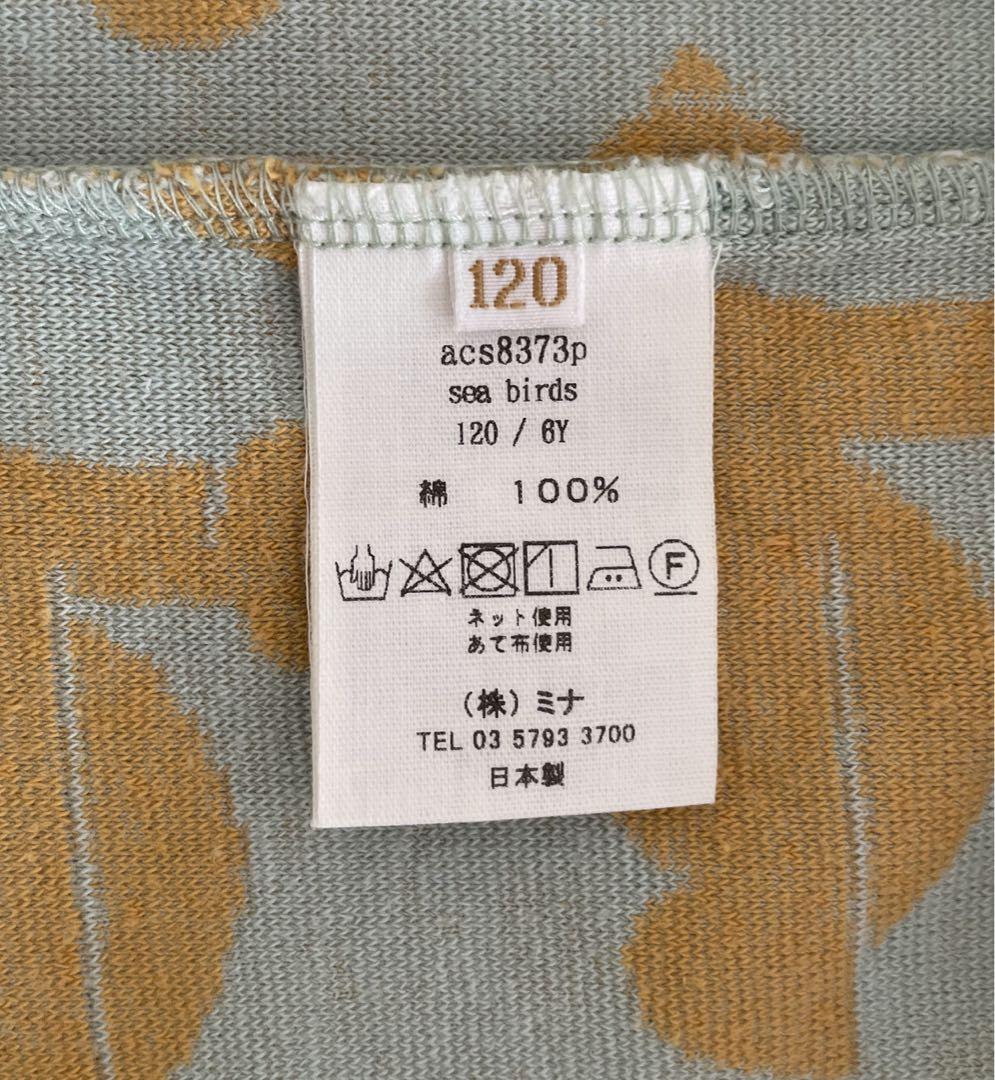 120
acs8373p
sea birds
120 / 6Y
綿 100%
F
ネット使用
あて布使用
(株)ミナ
TEL 03 5793 3700
日本製